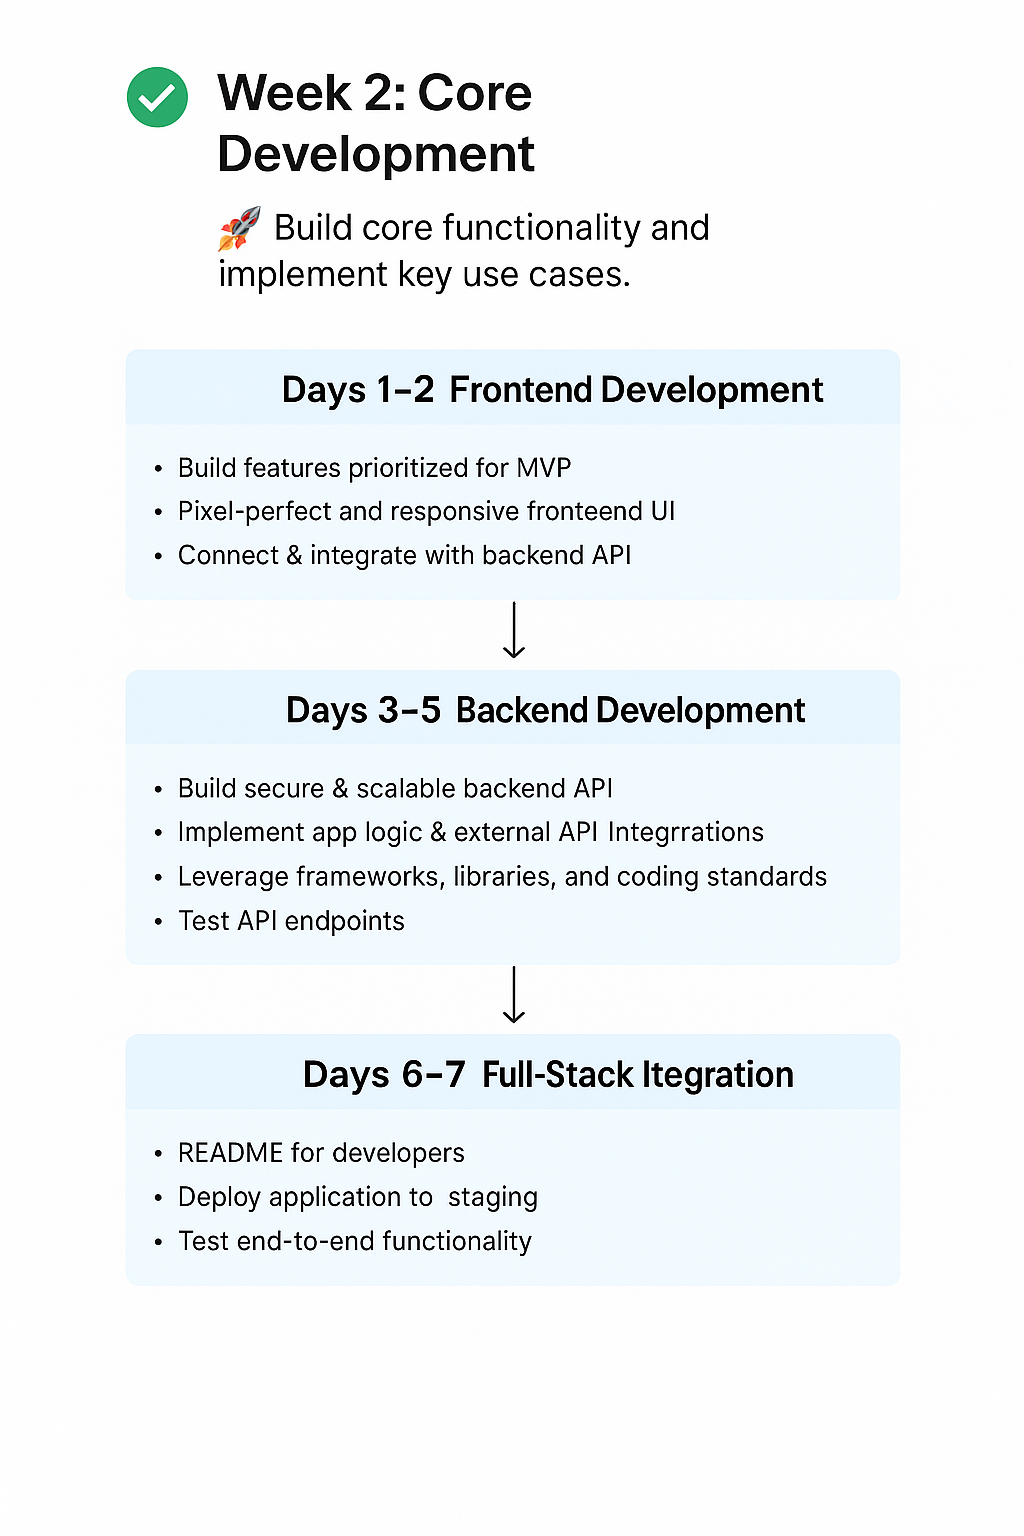 Week 2: Core
Development
🚀 Build core functionality and
implement key use cases.
Days 1–2 Frontend Development
• Build features prioritized for MVP
• Pixel-perfect and responsive fronteend UI
• Connect & integrate with backend API
Days 3–5 Backend Development
• Build secure & scalable backend API
• Implement app logic & external API Integrrations
• Leverage frameworks, libraries, and coding standards
• Test API endpoints
Days 6–7 Full-Stack Itegration
• README for developers
• Deploy application to staging
• Test end-to-end functionality